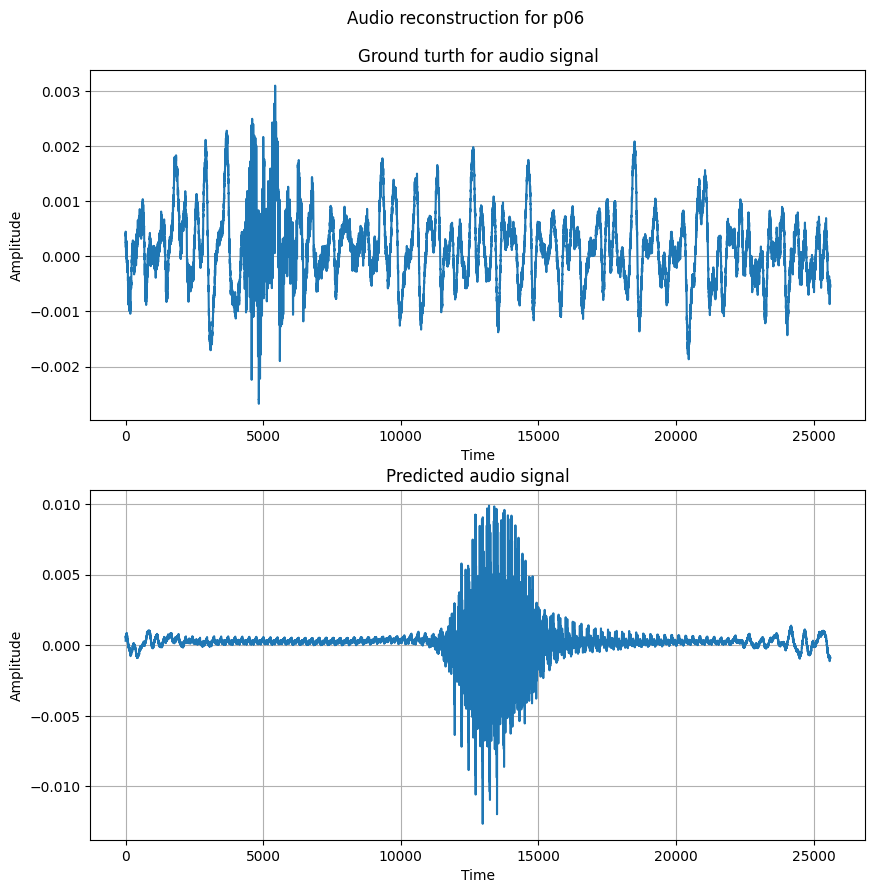 Audio reconstruction for p06
Ground turth for audio signal
0.003
0.002
0.001
0.000
−0.001
−0.002
Amplitude
0 5000 10000 15000 20000 25000
Time
Predicted audio signal
0.010
0.005
0.000
−0.005
−0.010
Amplitude
0 5000 10000 15000 20000 25000
Time